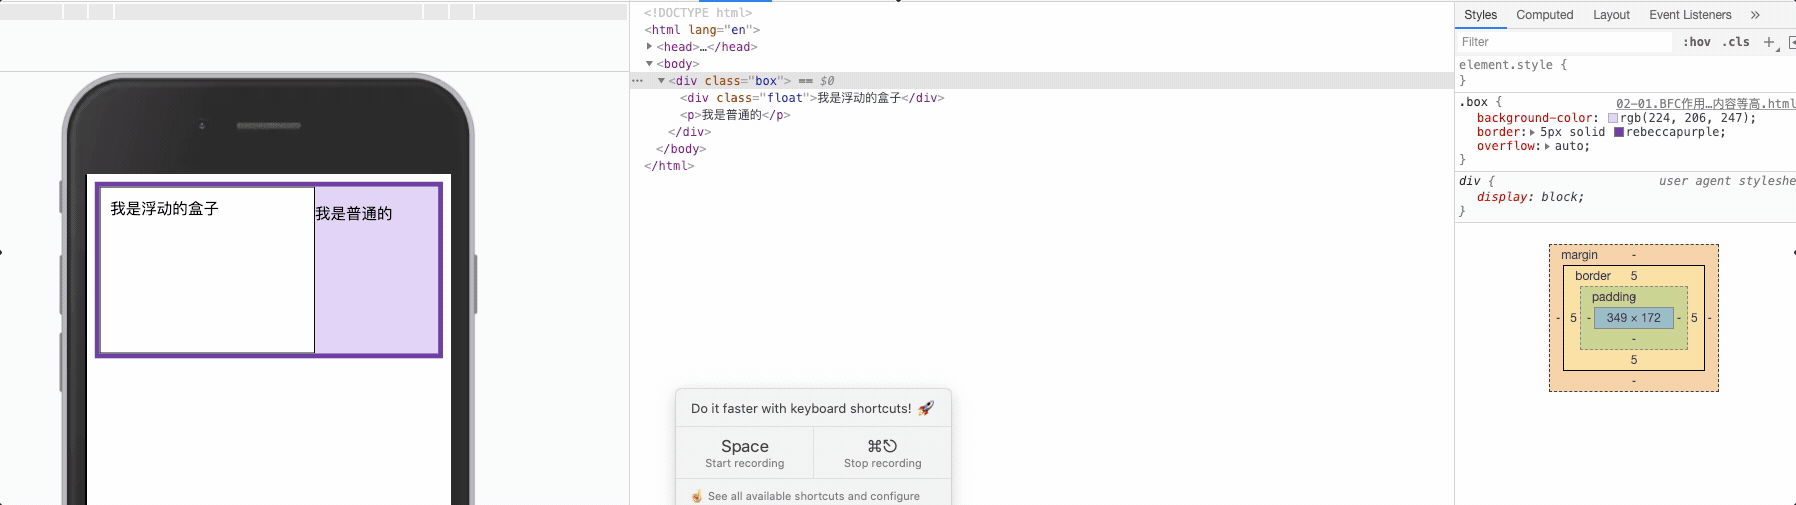 我是浮动的盒子
我是普通的
<!DOCTYPE html>
<html lang="en">
<head>…</head>
<body>
<div class="box"> == $0
<div class="float">我是浮动的盒子</div>
<p>我是普通的</p>
</div>
</body>
</html>
Do it faster with keyboard shortcuts! 🚀
Space
Start recording
⌘⎋
Stop recording
☝ See all available shortcuts and configure
Styles Computed Layout Event Listeners »
Filter :hov .cls +
element.style {
}
.box { 02-01.BFC作用…内容等高.html
background-color: rgb(224, 206, 247);
border: 5px solid rebeccapurple;
overflow: auto;
}
div { user agent styleshe
display: block;
}
margin -
border 5
padding -
- 5 - 349 × 172 - 5 -
-
5
-